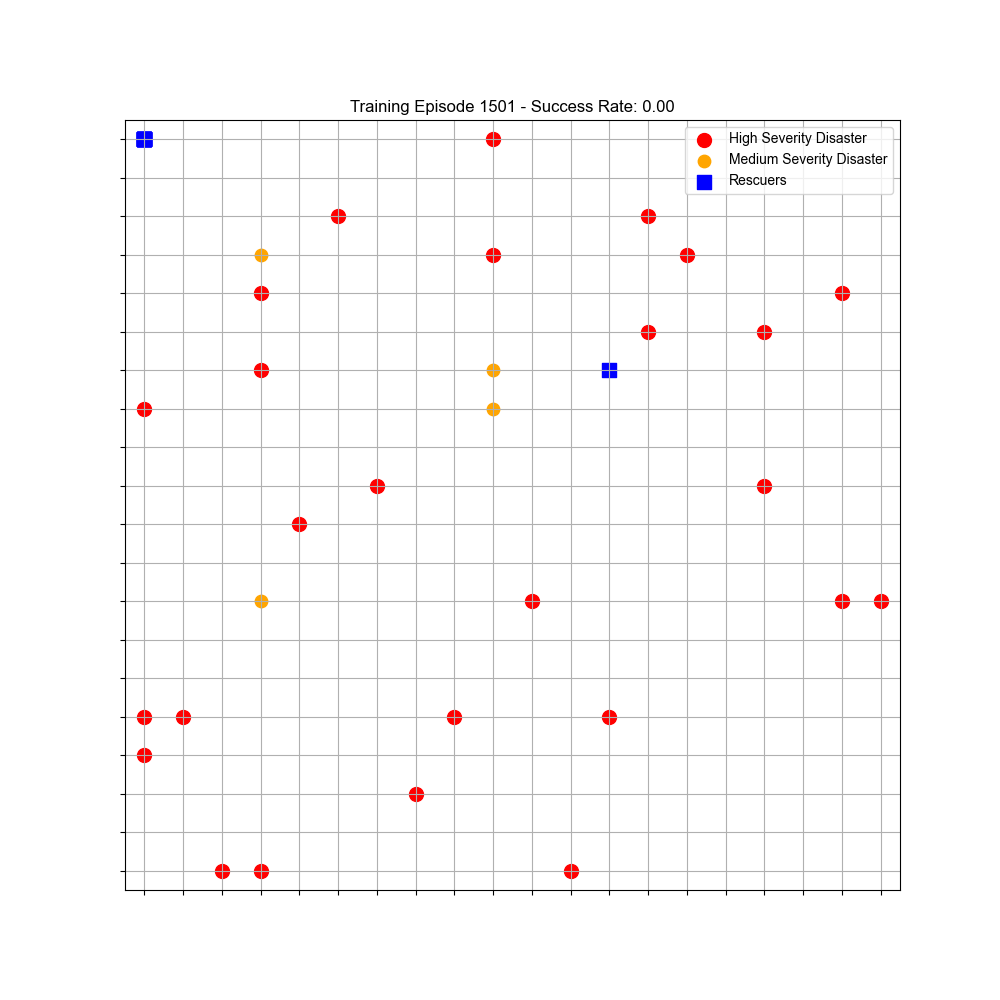 Training Episode 1501 - Success Rate: 0.00
High Severity Disaster
Medium Severity Disaster
Rescuers